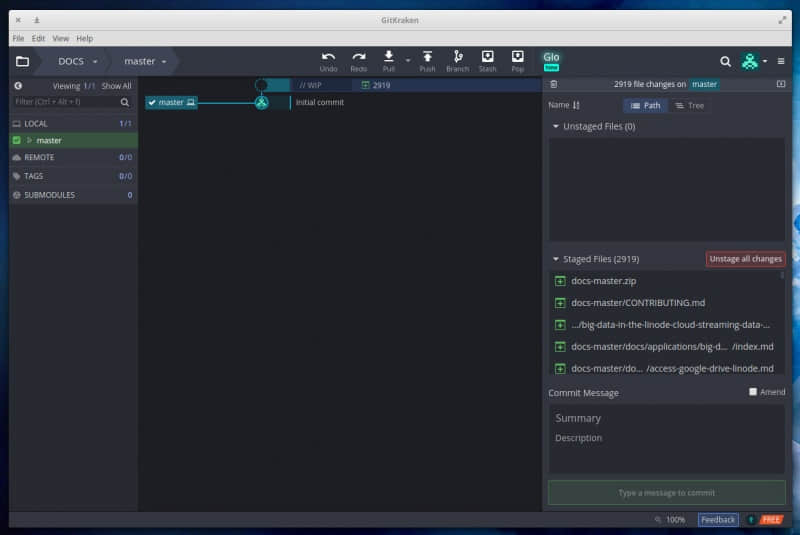 GitKraken
File Edit View Help
DOCS master
Undo Redo Pull Push Branch Stash Pop
Glo
New
Viewing 1/1 Show All
Filter (Ctrl + Alt + f)
LOCAL 1/1
master
REMOTE 0/0
TAGS 0/0
SUBMODULES 0
// WIP 2919
master Initial commit
2919 file changes on master
Name Path Tree
Unstaged Files (0)
Staged Files (2919) Unstage all changes
docs-master.zip
docs-master/CONTRIBUTING.md
.../big-data-in-the-linode-cloud-streaming-data-...
docs-master/docs/applications/big-d... /index.md
docs-master/do... /access-google-drive-linode.md
Commit Message Amend
Summary
Description
Type a message to commit
100% Feedback FREE